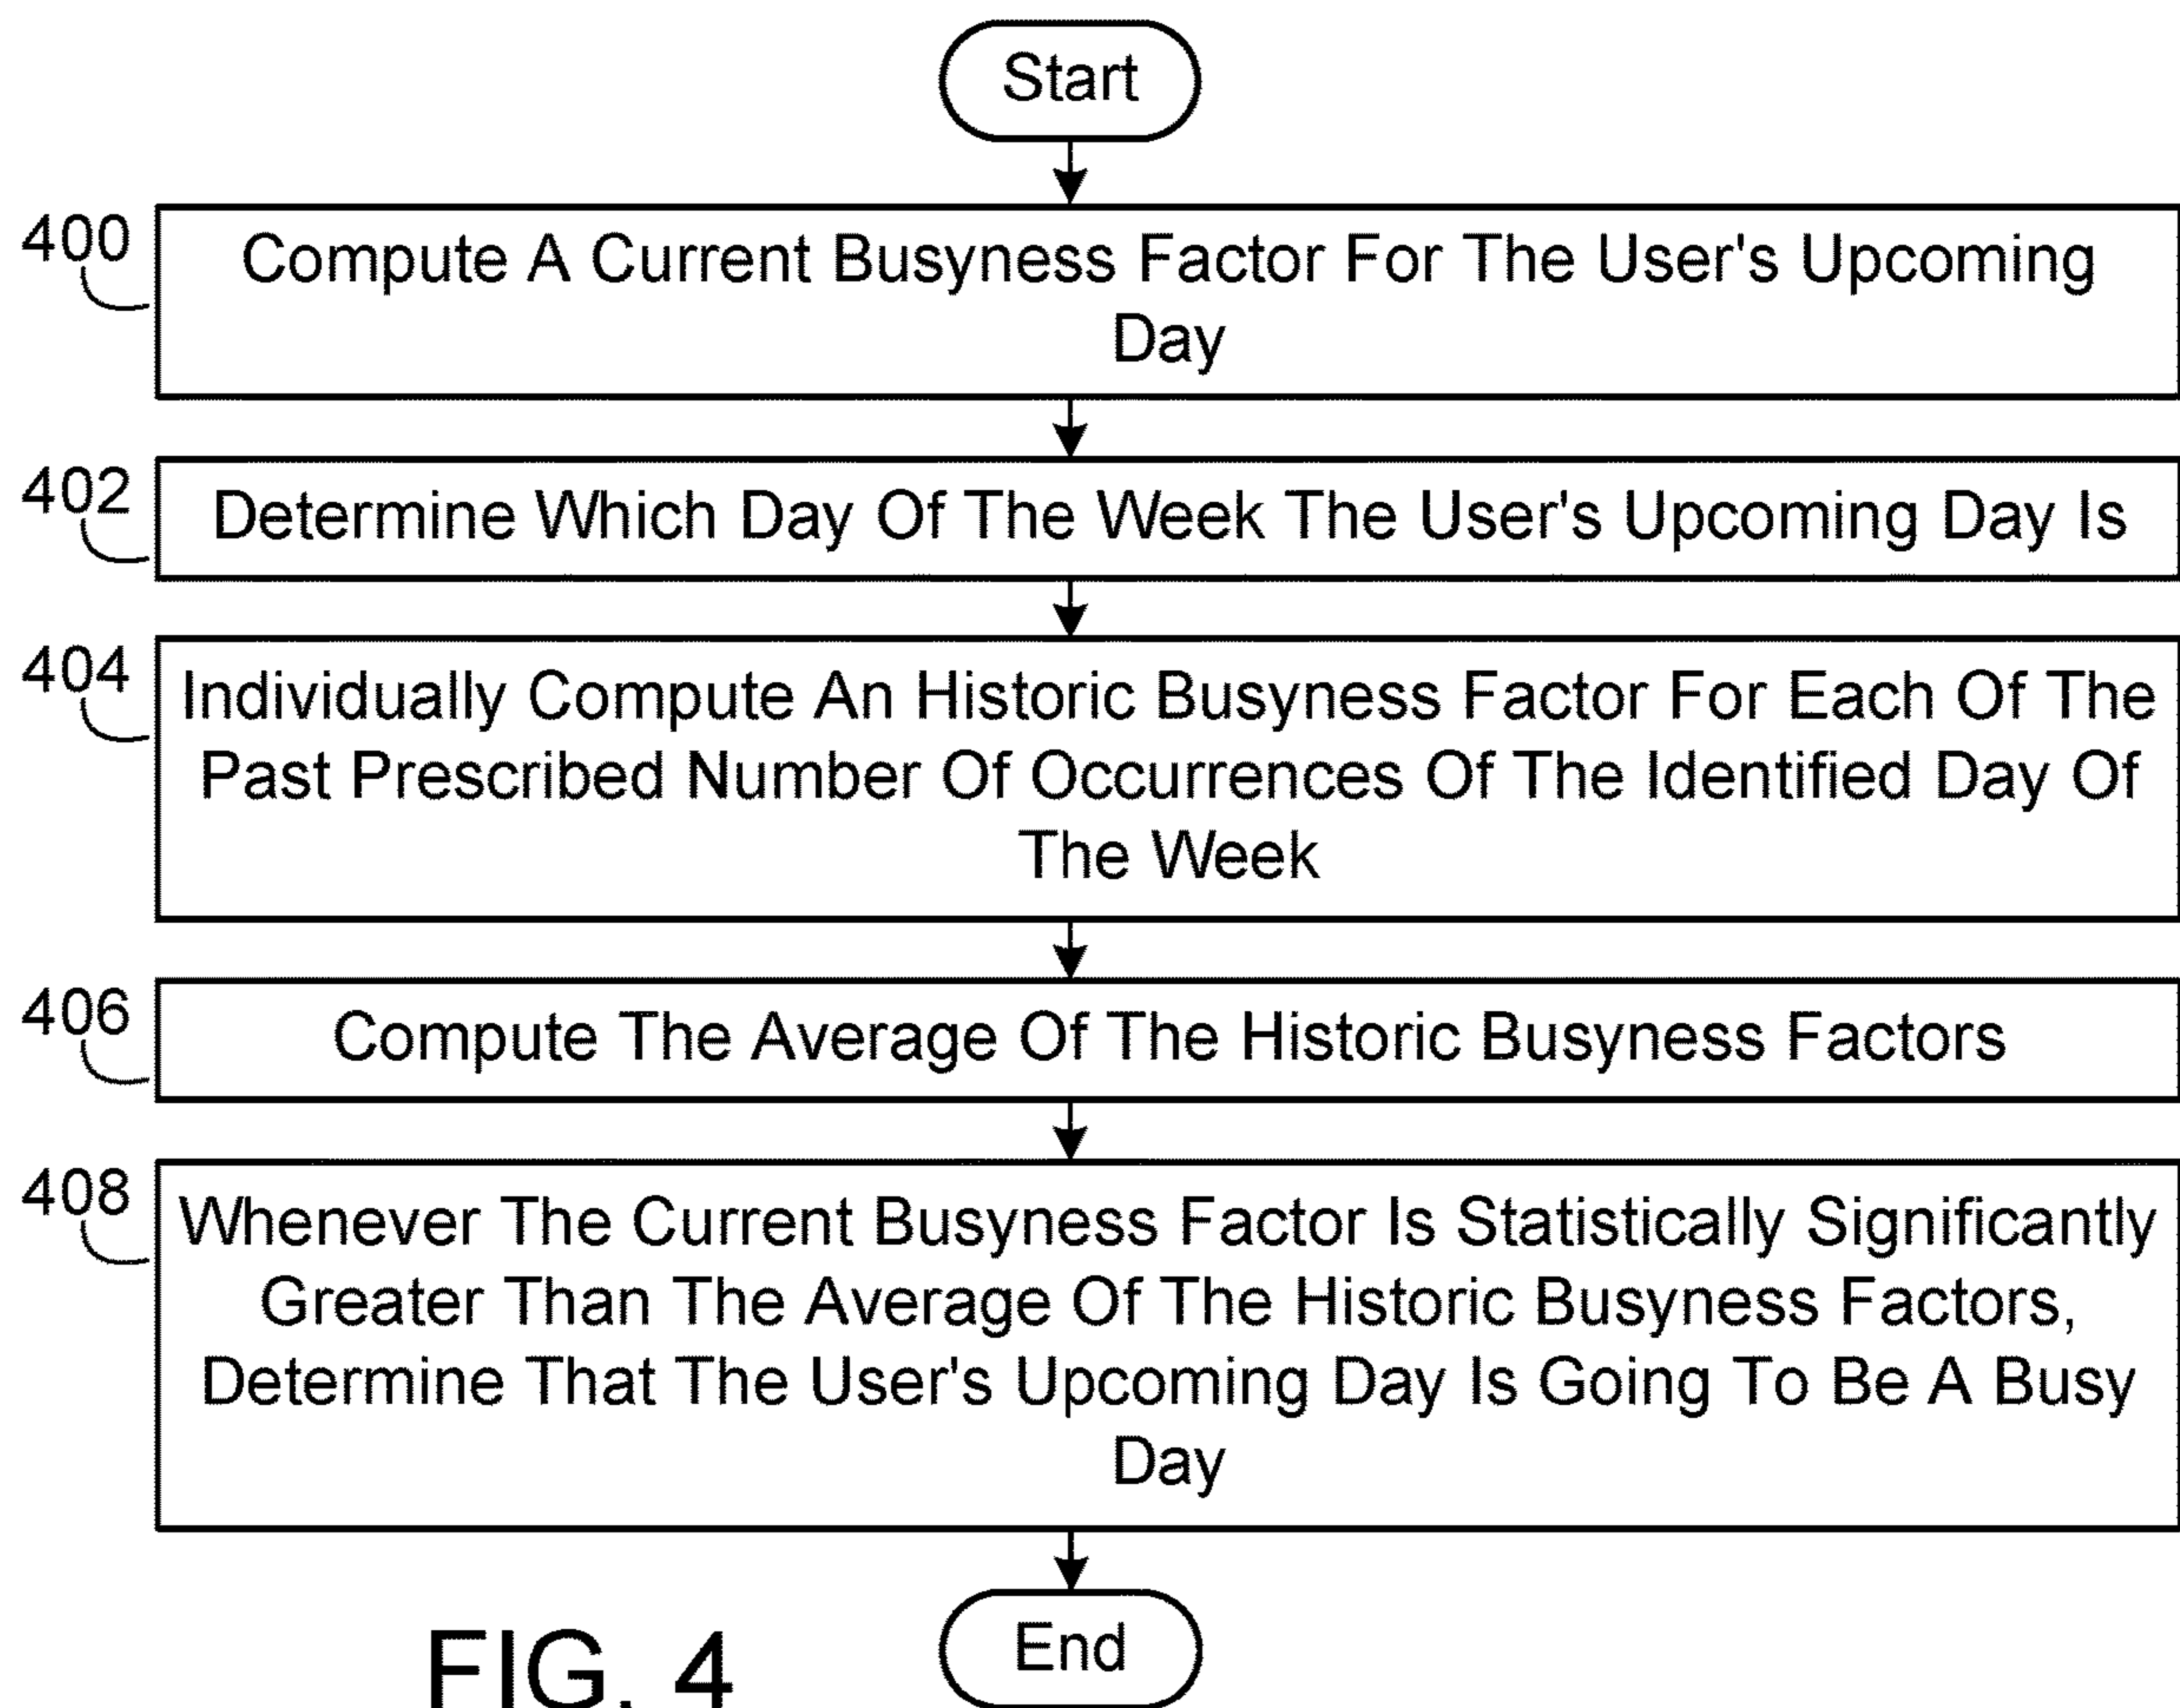 Start
400
Compute A Current Busyness Factor For The User's Upcoming
Day
402
Determine Which Day Of The Week The User's Upcoming Day Is
404
Individually Compute An Historic Busyness Factor For Each Of The
Past Prescribed Number Of Occurrences Of The Identified Day Of
The Week
406
Compute The Average Of The Historic Busyness Factors
408
Whenever The Current Busyness Factor Is Statistically Significantly
Greater Than The Average Of The Historic Busyness Factors,
Determine That The User's Upcoming Day Is Going To Be A Busy
Day
End
FIG. 4